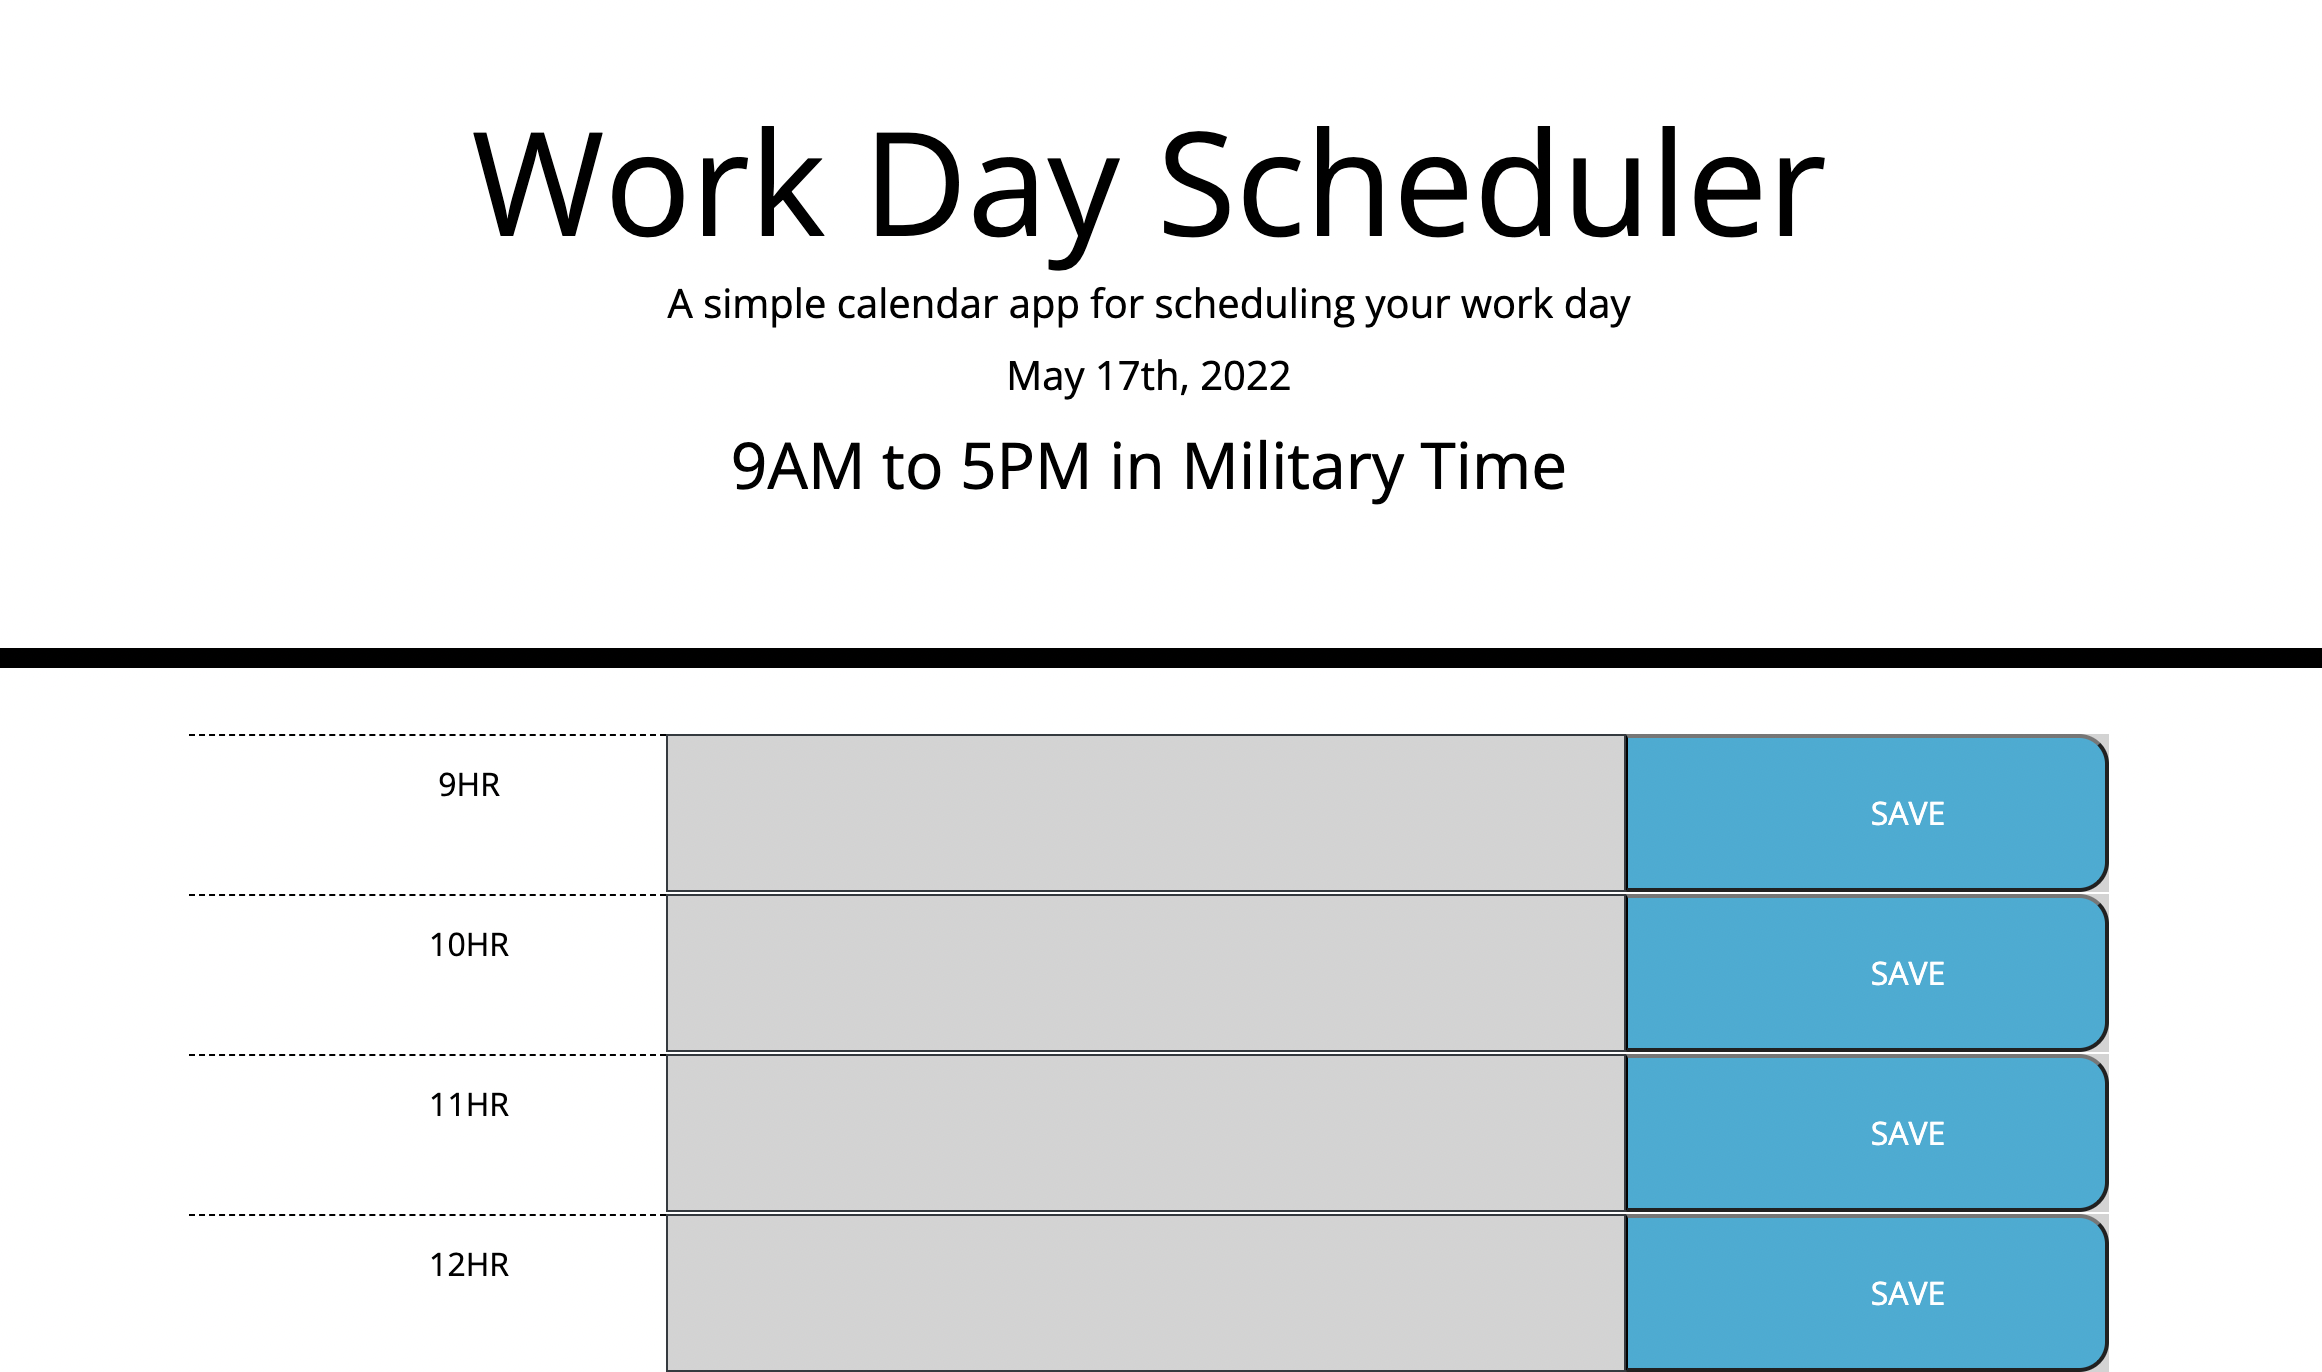 Work Day Scheduler
A simple calendar app for scheduling your work day
May 17th, 2022
9AM to 5PM in Military Time
9HR
SAVE
10HR
SAVE
11HR
SAVE
12HR
SAVE